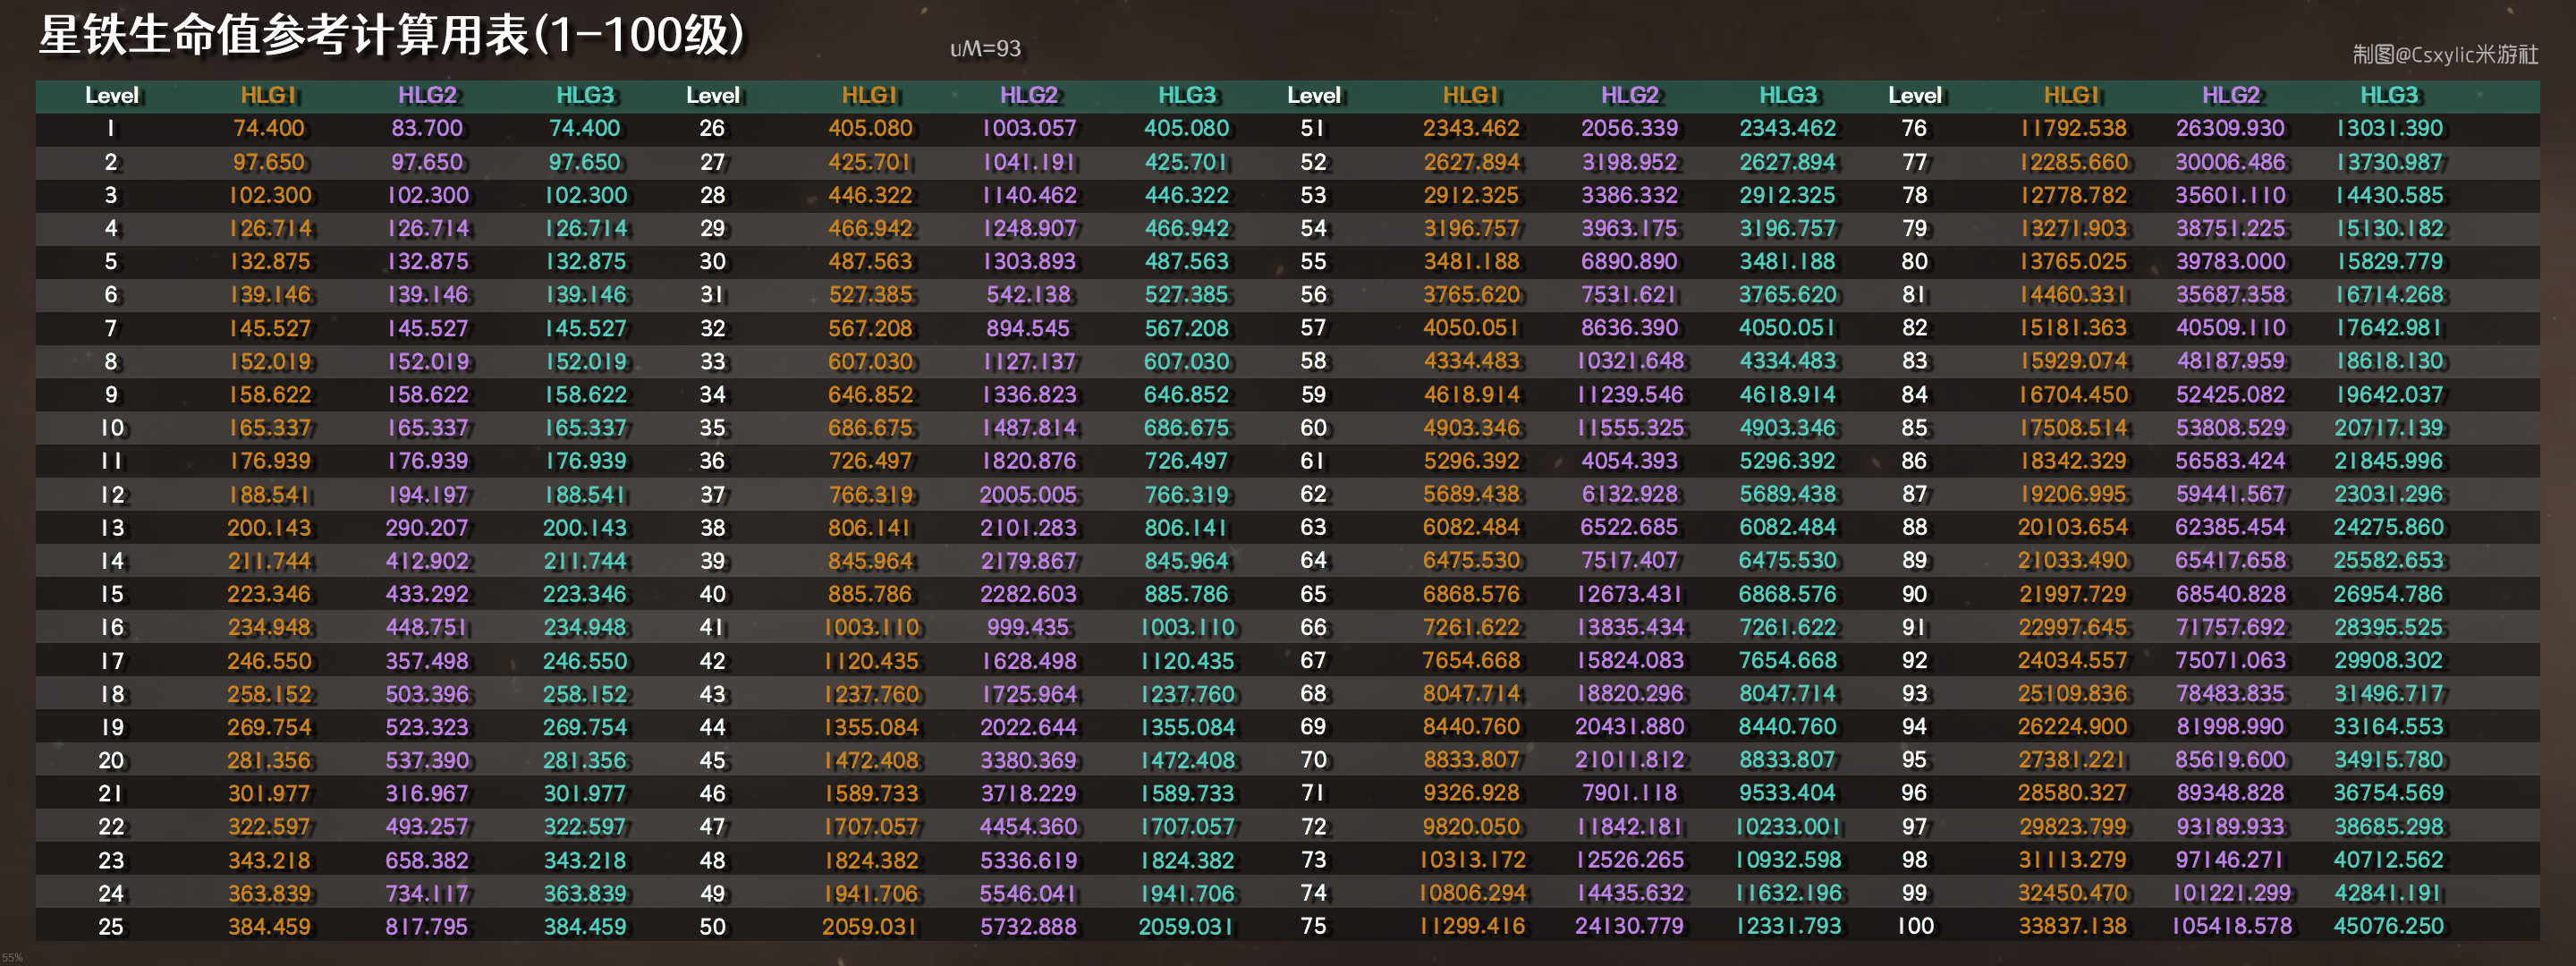 星铁生命值参考计算用表(1-100级)
uM=93
制图@Csxylic米游社
Level HLG1 HLG2 HLG3 Level HLG1 HLG2 HLG3 Level HLG1 HLG2 HLG3 Level HLG1 HLG2 HLG3
1 74.400 83.700 74.400 26 405.080 1003.057 405.080 51 2343.462 2056.339 2343.462 76 11792.538 26309.930 13031.390
2 97.650 97.650 97.650 27 425.701 1041.191 425.701 52 2627.894 3198.952 2627.894 77 12285.660 30006.486 13730.987
3 102.300 102.300 102.300 28 446.322 1140.462 446.322 53 2912.325 3386.332 2912.325 78 12778.782 35601.110 14430.585
4 126.714 126.714 126.714 29 466.942 1248.907 466.942 54 3196.757 3963.175 3196.757 79 13271.903 38751.225 15130.182
5 132.875 132.875 132.875 30 487.563 1303.893 487.563 55 3481.188 6890.890 3481.188 80 13765.025 39783.000 15829.779
6 139.146 139.146 139.146 31 527.385 542.138 527.385 56 3765.620 7531.621 3765.620 81 14460.331 35687.358 16714.268
7 145.527 145.527 145.527 32 567.208 894.545 567.208 57 4050.051 8636.390 4050.051 82 15181.363 40509.110 17642.981
8 152.019 152.019 152.019 33 607.030 1127.137 607.030 58 4334.483 10321.648 4334.483 83 15929.074 48187.959 18618.130
9 158.622 158.622 158.622 34 646.852 1336.823 646.852 59 4618.914 11239.546 4618.914 84 16704.450 52425.082 19642.037
10 165.337 165.337 165.337 35 686.675 1487.814 686.675 60 4903.346 11555.325 4903.346 85 17508.514 53808.529 20717.139
11 176.939 176.939 176.939 36 726.497 1820.876 726.497 61 5296.392 4054.393 5296.392 86 18342.329 56583.424 21845.996
12 188.541 194.197 188.541 37 766.319 2005.005 766.319 62 5689.438 6132.928 5689.438 87 19206.995 59441.567 23031.296
13 200.143 290.207 200.143 38 806.141 2101.283 806.141 63 6082.484 6522.685 6082.484 88 20103.654 62385.454 24275.860
14 211.744 412.902 211.744 39 845.964 2179.867 845.964 64 6475.530 7517.407 6475.530 89 21033.490 65417.658 25582.653
15 223.346 433.292 223.346 40 885.786 2282.603 885.786 65 6868.576 12673.431 6868.576 90 21997.729 68540.828 26954.786
16 234.948 448.751 234.948 41 1003.110 999.435 1003.110 66 7261.622 13835.434 7261.622 91 22997.645 71757.692 28395.525
17 246.550 357.498 246.550 42 1120.435 1628.498 1120.435 67 7654.668 15824.083 7654.668 92 24034.557 75071.063 29908.302
18 258.152 503.396 258.152 43 1237.760 1725.964 1237.760 68 8047.714 18820.296 8047.714 93 25109.836 78483.835 31496.717
19 269.754 523.323 269.754 44 1355.084 2022.644 1355.084 69 8440.760 20431.880 8440.760 94 26224.900 81998.990 33164.553
20 281.356 537.390 281.356 45 1472.408 3380.369 1472.408 70 8833.807 21011.812 8833.807 95 27381.221 85619.600 34915.780
21 301.977 316.967 301.977 46 1589.733 3718.229 1589.733 71 9326.928 7901.118 9533.404 96 28580.327 89348.828 36754.569
22 322.597 493.257 322.597 47 1707.057 4454.360 1707.057 72 9820.050 11842.181 10233.001 97 29823.799 93189.933 38685.298
23 343.218 658.382 343.218 48 1824.382 5336.619 1824.382 73 10313.172 12526.265 10932.598 98 31113.279 97146.271 40712.562
24 363.839 734.117 363.839 49 1941.706 5546.041 1941.706 74 10806.294 14435.632 11632.196 99 32450.470 101221.299 42841.191
25 384.459 817.795 384.459 50 2059.031 5732.888 2059.031 75 11299.416 24130.779 12331.793 100 33837.138 105418.578 45076.250
55%